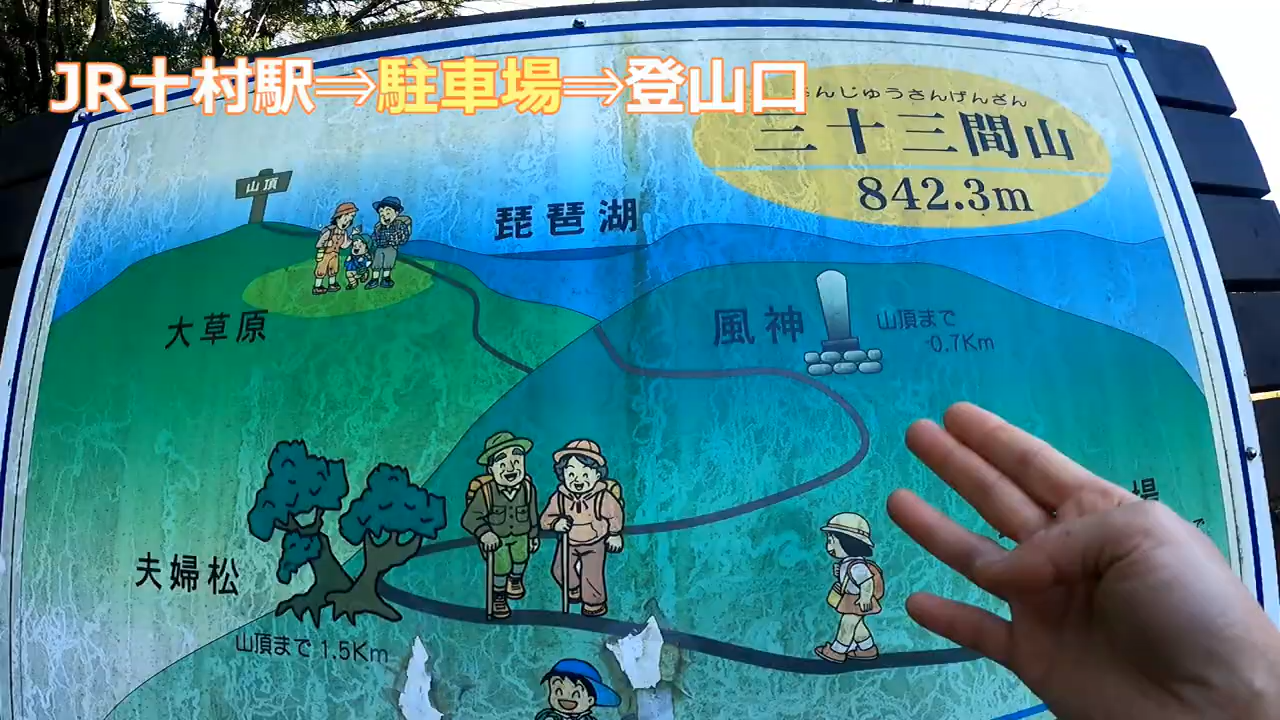 JR十村駅⇒駐車場⇒登山口
さんじゅうさんげんざん
三十三間山
842.3m
山頂
琵琶湖
大草原
風神
山頂まで
0.7Km
場
で
夫婦松
山頂まで 1.5Km